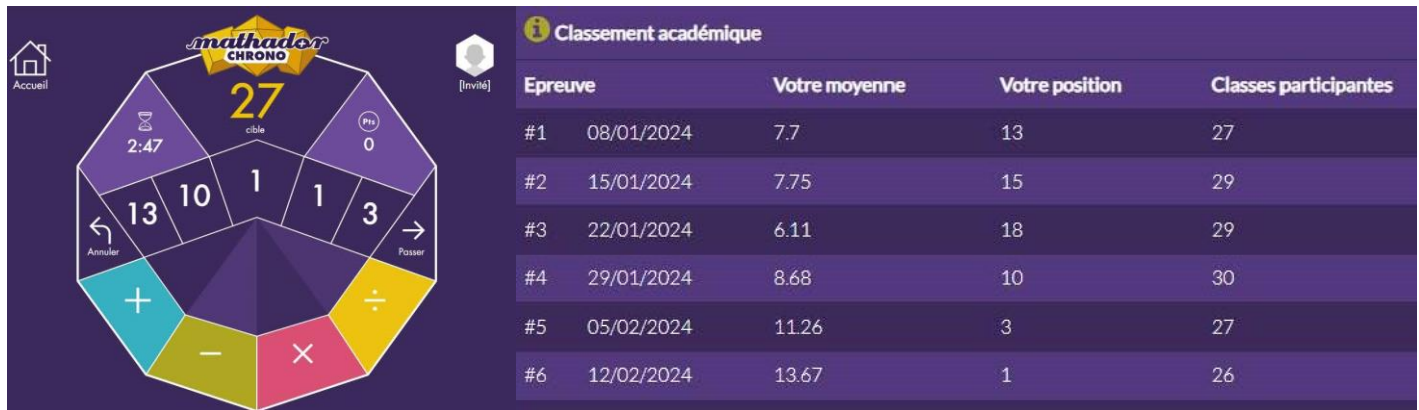 mathador
CHRONO
Accueil
[Invité]
27
cible
2:47
Pts
0
13 10 1 1 3
Annuler
Passer
+ − × ÷
i Classement académique
Epreuve Votre moyenne Votre position Classes participantes
#1 08/01/2024 7.7 13 27
#2 15/01/2024 7.75 15 29
#3 22/01/2024 6.11 18 29
#4 29/01/2024 8.68 10 30
#5 05/02/2024 11.26 3 27
#6 12/02/2024 13.67 1 26